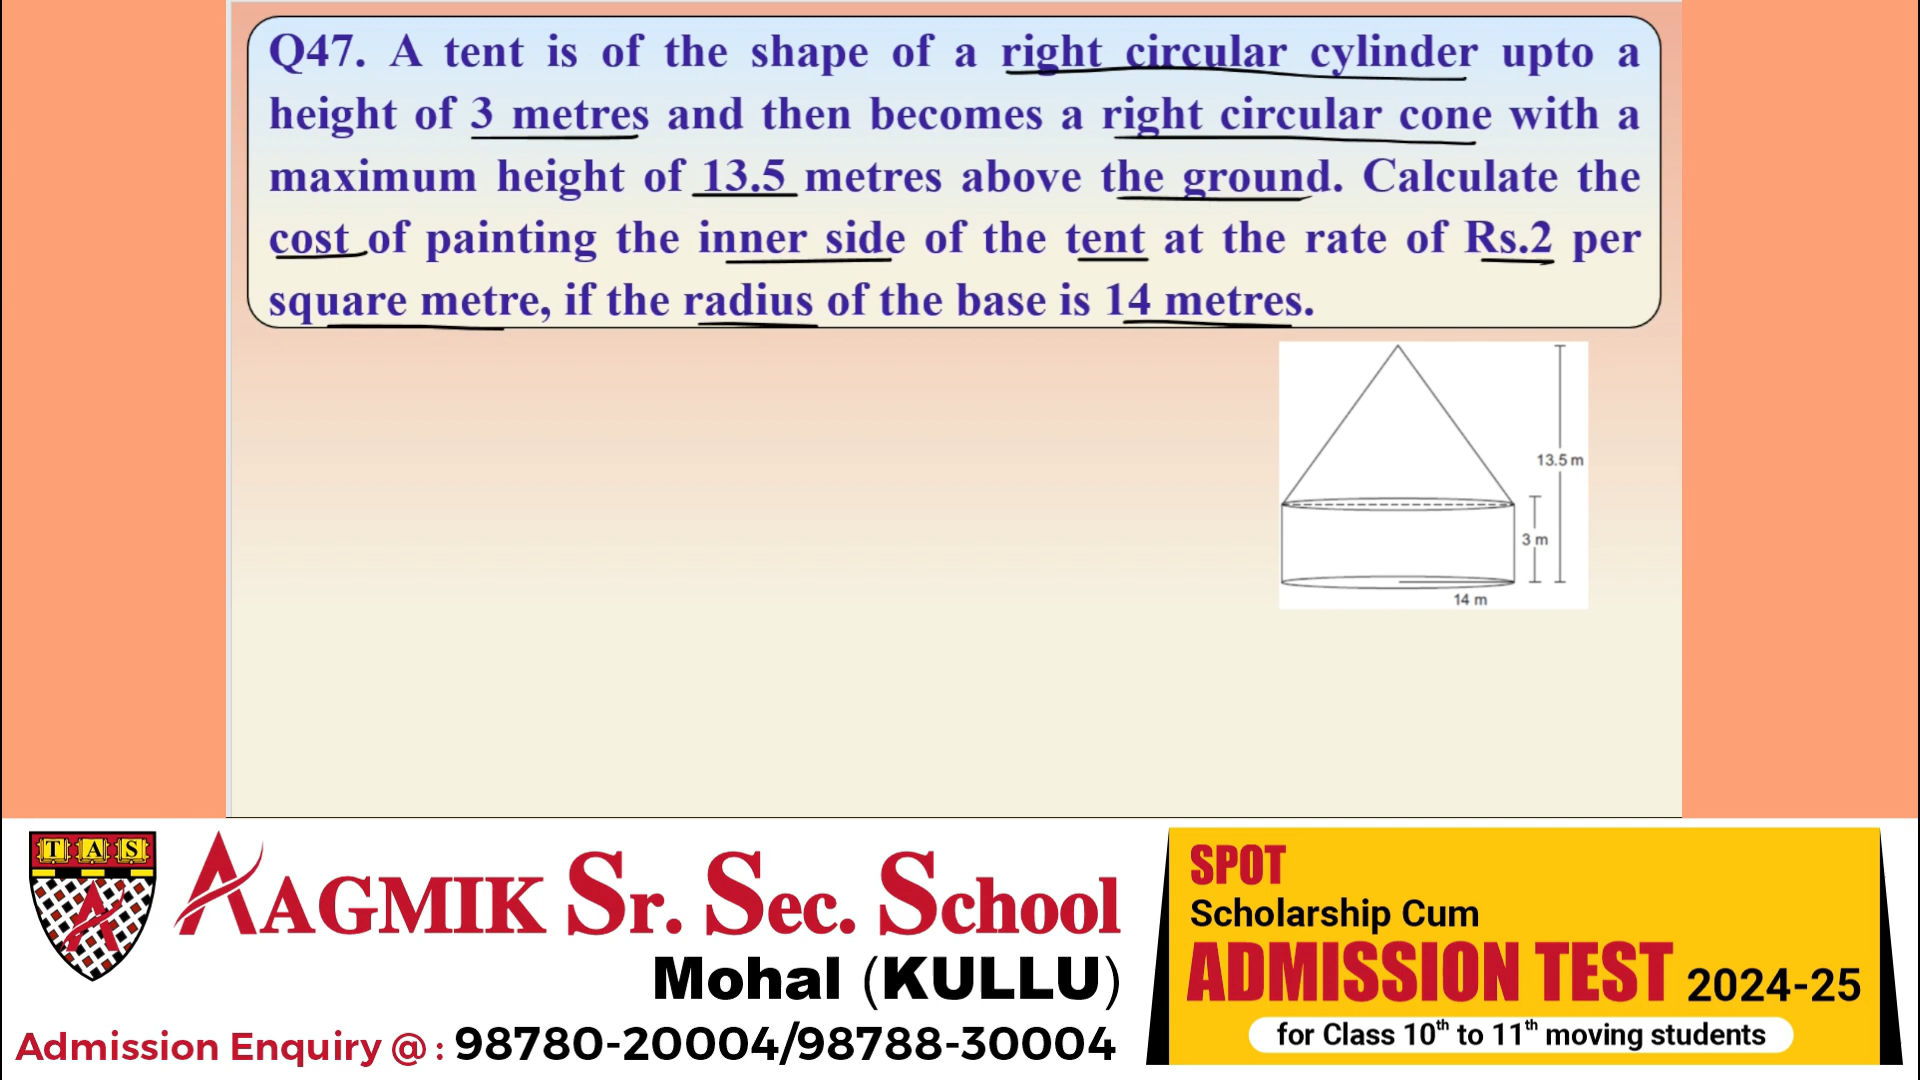 Q47. A tent is of the shape of a right circular cylinder upto a
height of 3 metres and then becomes a right circular cone with a
maximum height of 13.5 metres above the ground. Calculate the
cost of painting the inner side of the tent at the rate of Rs.2 per
square metre, if the radius of the base is 14 metres.
13.5 m
3 m
14 m
TAS
AAGMIK Sr. Sec. School
Mohal (KULLU)
Admission Enquiry @ : 98780-20004/98788-30004
SPOT
Scholarship Cum
ADMISSION TEST 2024-25
for Class 10th to 11th moving students